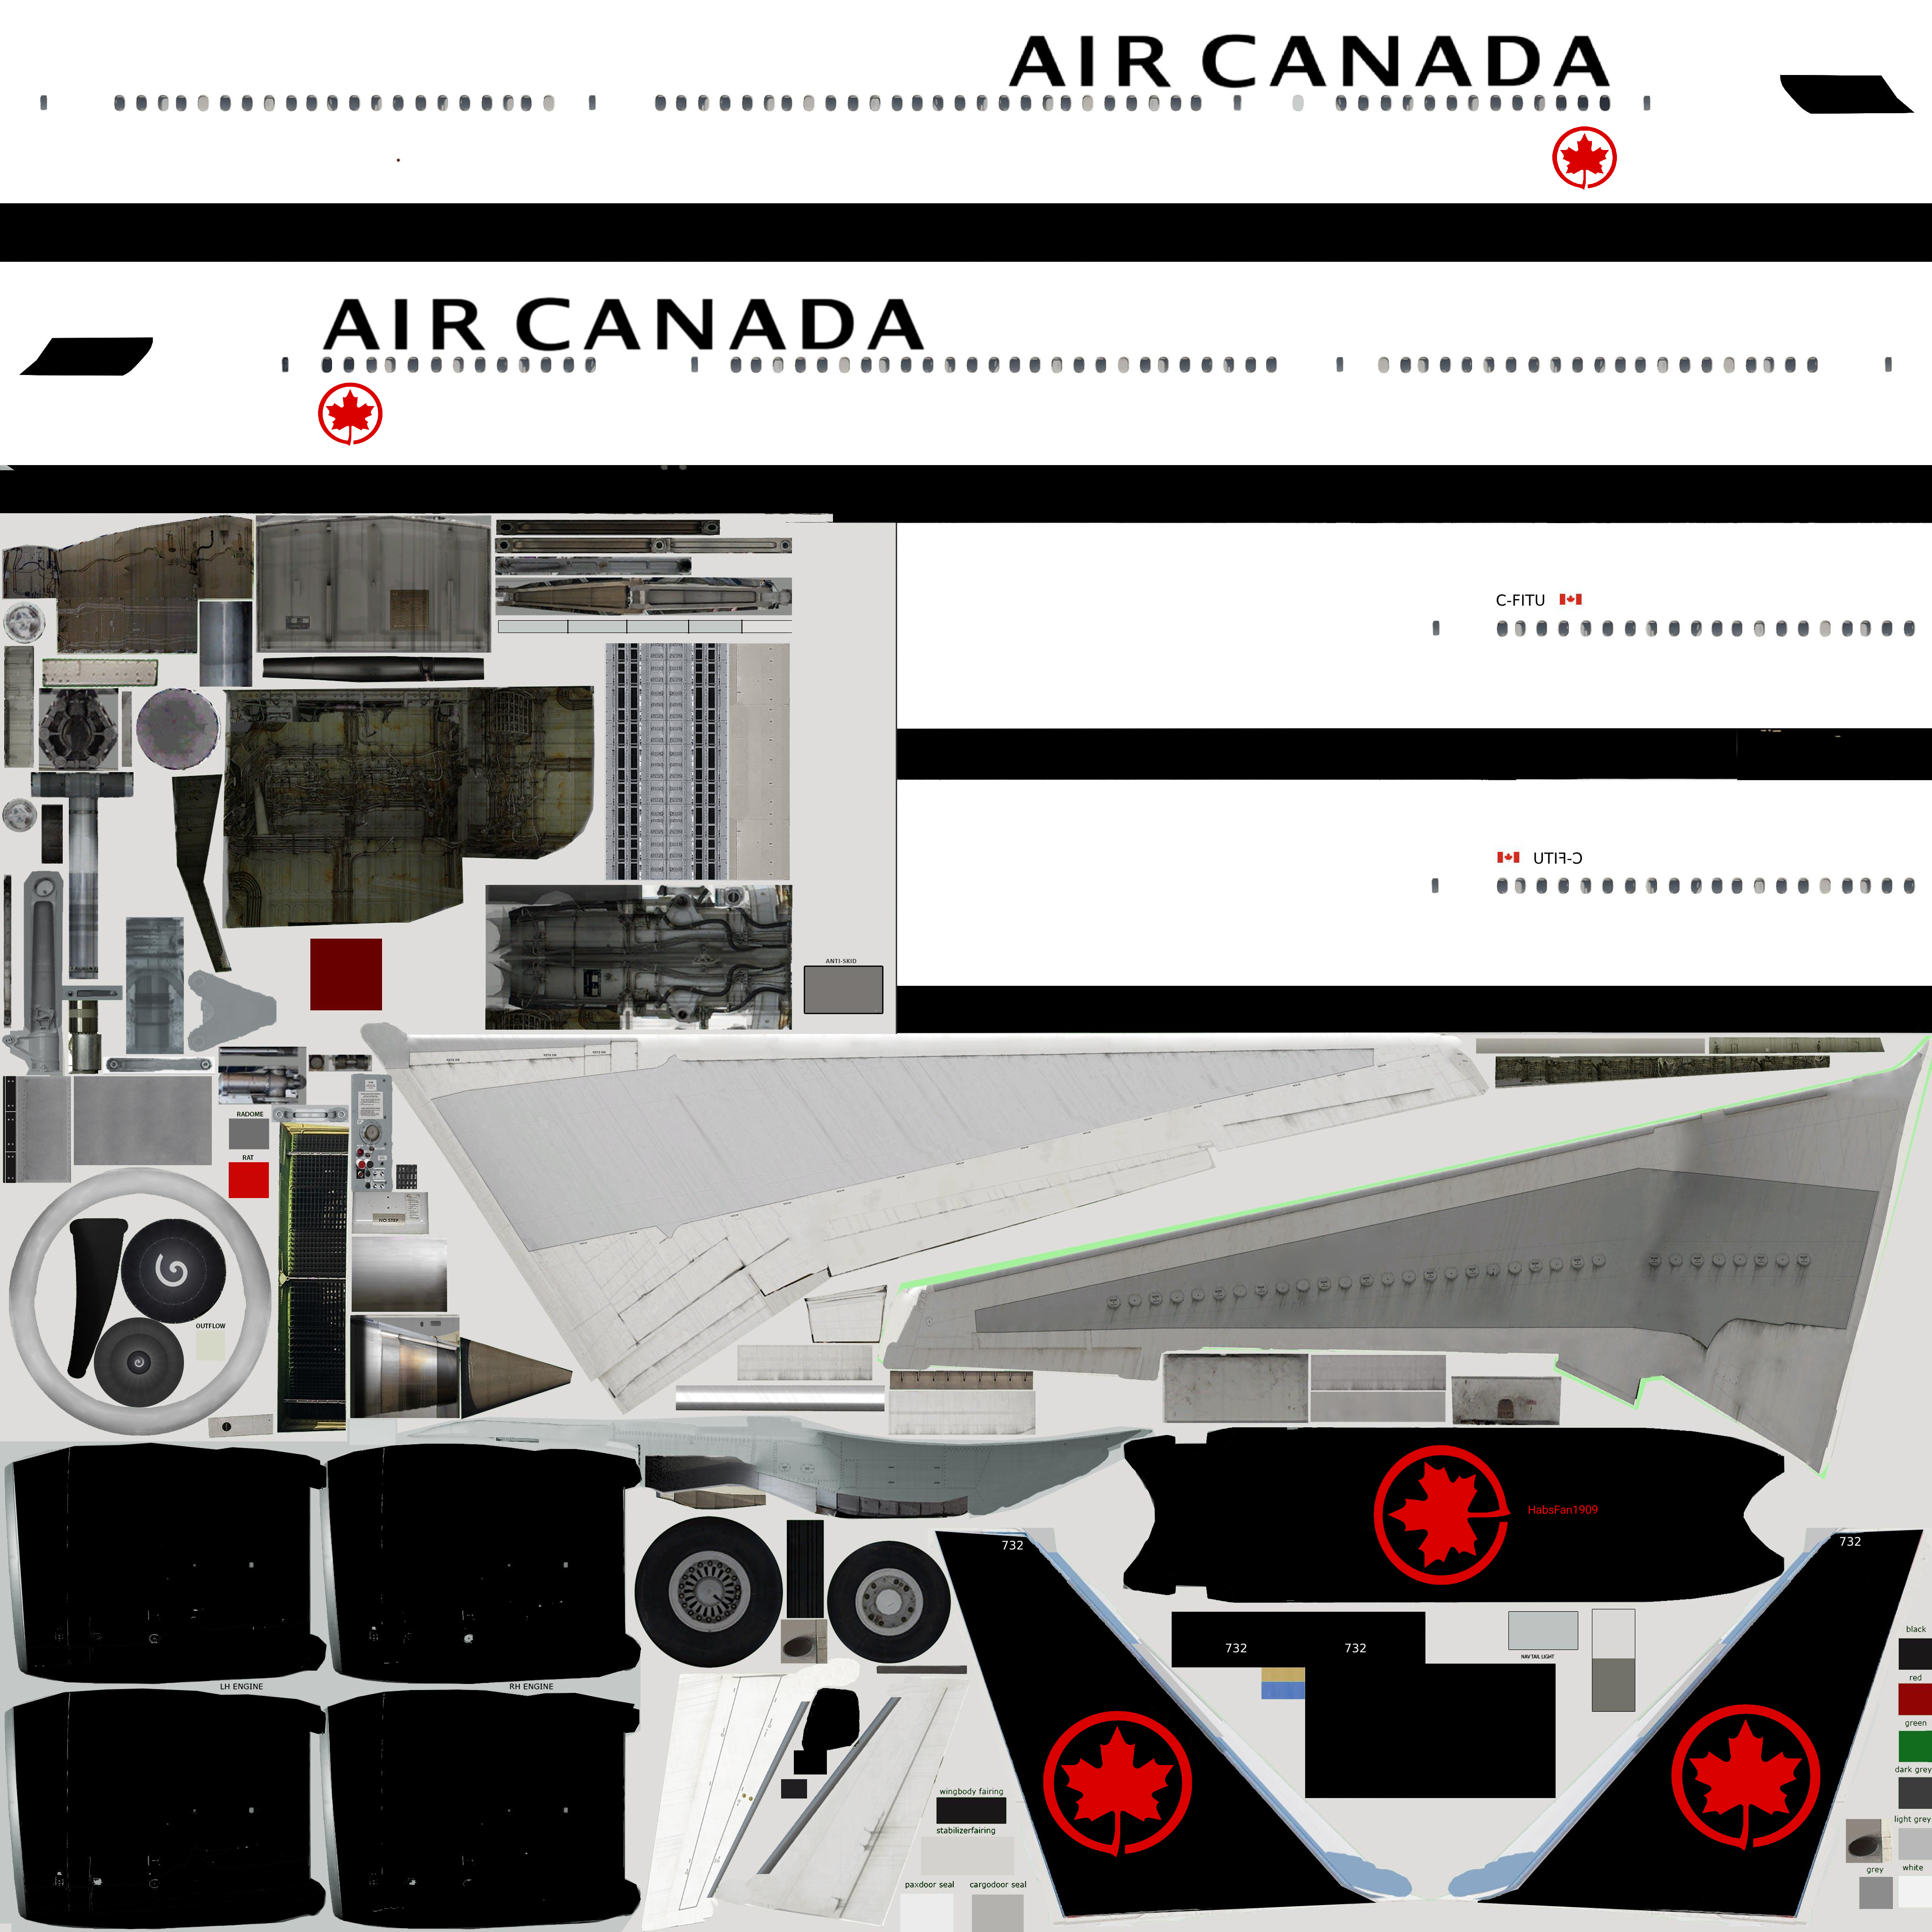 AIR CANADA
AIR CANADA
C-FITU
C-FITU
ANTI-SKID
RADOME
RAT
NO STEP
OUTFLOW
HabsFan1909
732
732
732
732
NAV TAIL LIGHT
LH ENGINE
RH ENGINE
black
red
green
dark grey
light grey
grey
white
wingbody fairing
stabilizerfairing
paxdoor seal
cargodoor seal